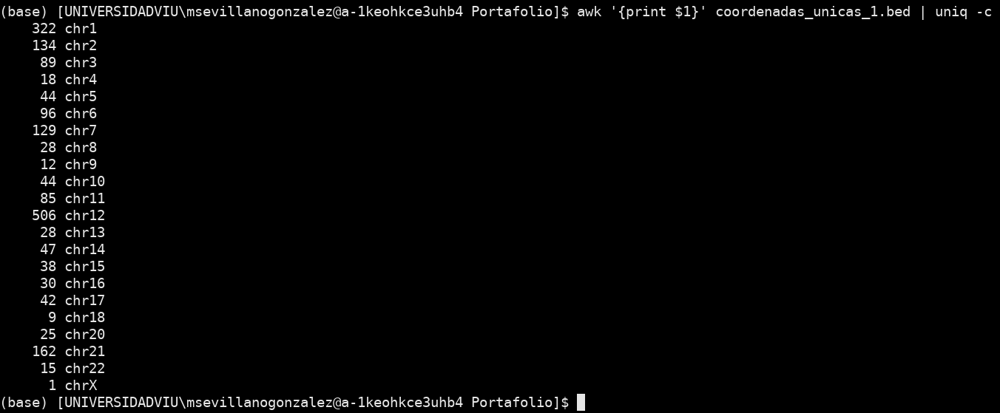 (base) [UNIVERSIDADVIU\msevillanogonzalez@a-1keohkce3uhb4 Portafolio]$ awk '{print $1}' coordenadas_unicas_1.bed | uniq -c
    322 chr1
    134 chr2
     89 chr3
     18 chr4
     44 chr5
     96 chr6
    129 chr7
     28 chr8
     12 chr9
     44 chr10
     85 chr11
    506 chr12
     28 chr13
     47 chr14
     38 chr15
     30 chr16
     42 chr17
      9 chr18
     25 chr20
    162 chr21
     15 chr22
      1 chrX
(base) [UNIVERSIDADVIU\msevillanogonzalez@a-1keohkce3uhb4 Portafolio]$